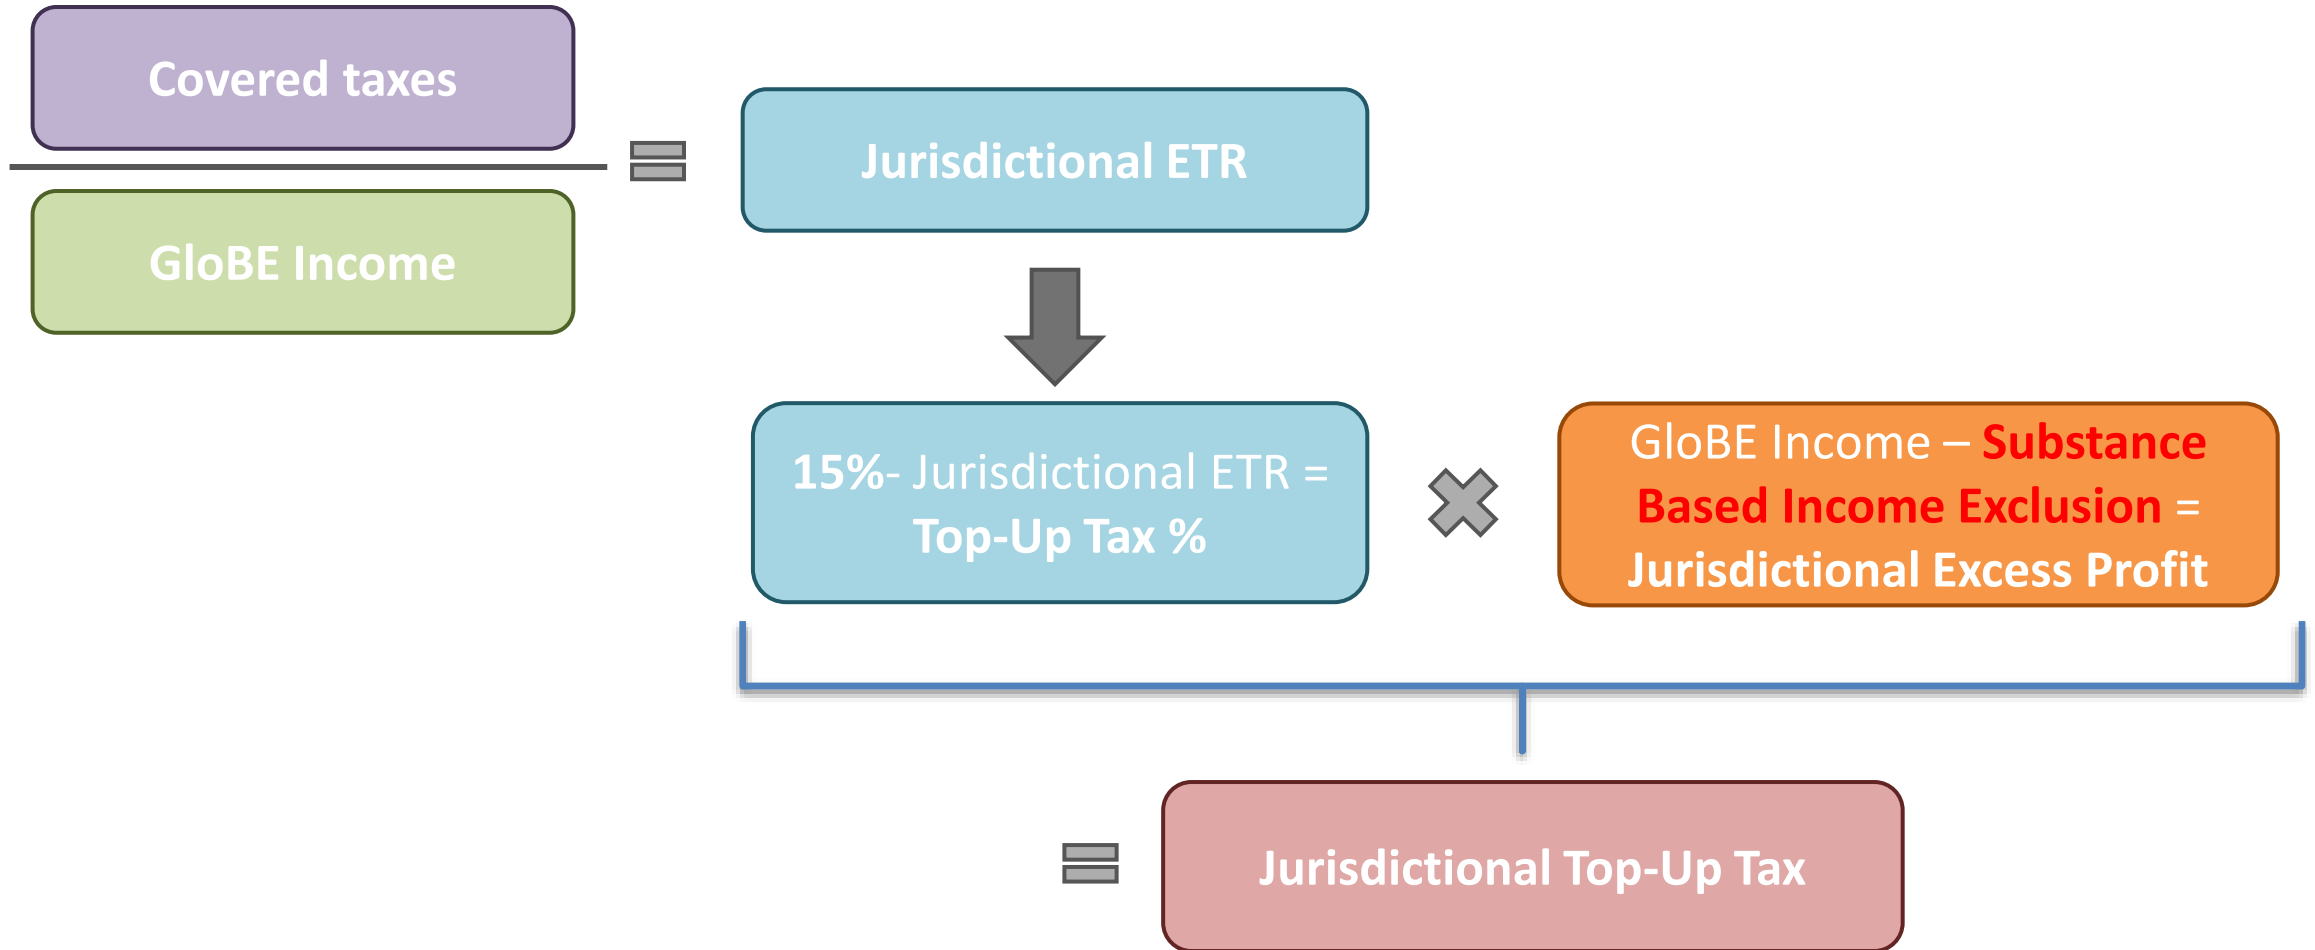 Covered taxes
GloBE Income
Jurisdictional ETR
15%- Jurisdictional ETR =
Top-Up Tax %
GloBE Income – Substance
Based Income Exclusion =
Jurisdictional Excess Profit
Jurisdictional Top-Up Tax